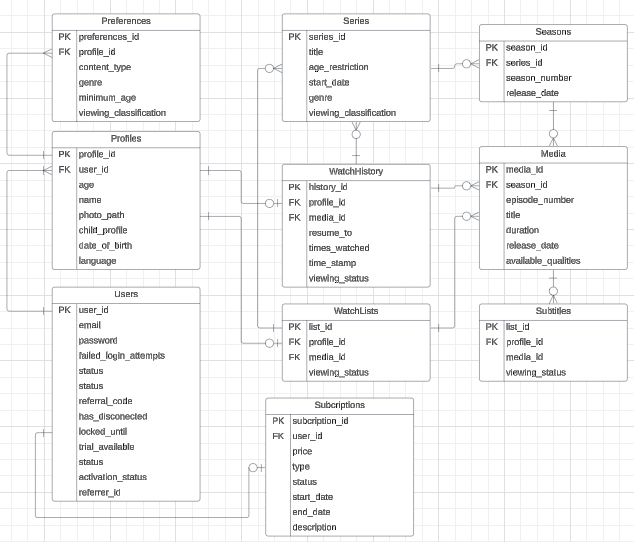 Preferences
PK preferences_id
FK profile_id
content_type
genre
minimum_age
viewing_classification
Profiles
PK profile_id
FK user_id
age
name
photo_path
child_profile
date_of_birth
language
Users
PK user_id
email
password
failed_login_attempts
status
status
referral_code
has_disconected
locked_until
trial_available
status
activation_status
referrer_id
Series
PK series_id
title
age_restriction
start_date
genre
viewing_classification
WatchHistory
PK history_id
FK profile_id
FK media_id
resume_to
times_watched
time_stamp
viewing_status
WatchLists
PK list_id
FK profile_id
FK media_id
viewing_status
Subcriptions
PK subcription_id
FK user_id
price
type
status
start_date
end_date
description
Seasons
PK season_id
FK series_id
season_number
release_date
Media
PK media_id
FK season_id
episode_number
title
duration
release_date
available_qualities
Subtitles
PK list_id
FK profile_id
media_id
viewing_status